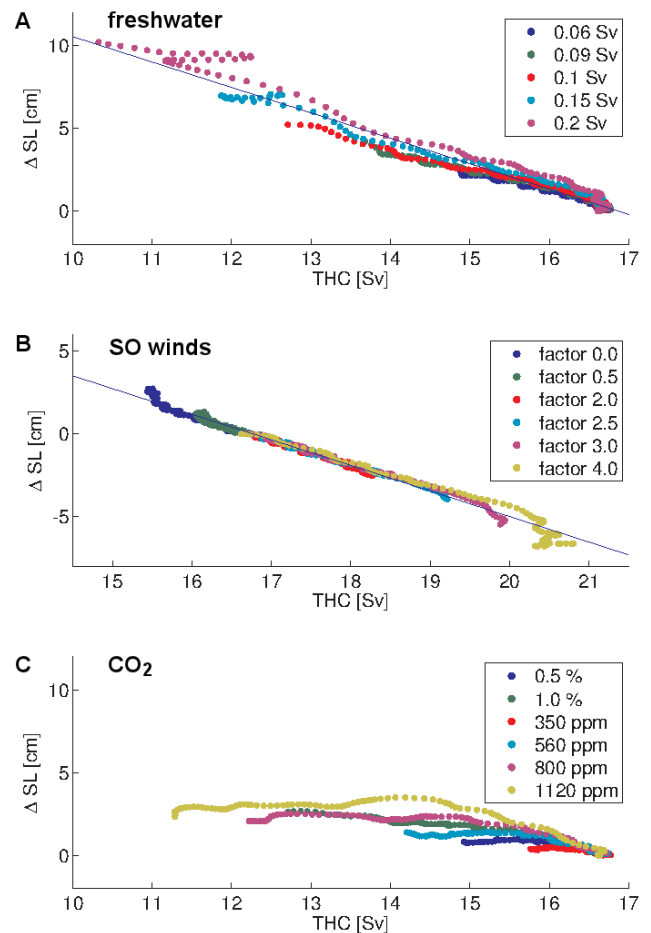 A freshwater
0.06 Sv
0.09 Sv
0.1 Sv
0.15 Sv
0.2 Sv
Δ SL [cm]
10
5
0
10 11 12 13 14 15 16 17
THC [Sv]
B SO winds
factor 0.0
factor 0.5
factor 2.0
factor 2.5
factor 3.0
factor 4.0
Δ SL [cm]
5
0
-5
15 16 17 18 19 20 21
THC [Sv]
C CO₂
0.5 %
1.0 %
350 ppm
560 ppm
800 ppm
1120 ppm
Δ SL [cm]
10
5
0
10 11 12 13 14 15 16 17
THC [Sv]